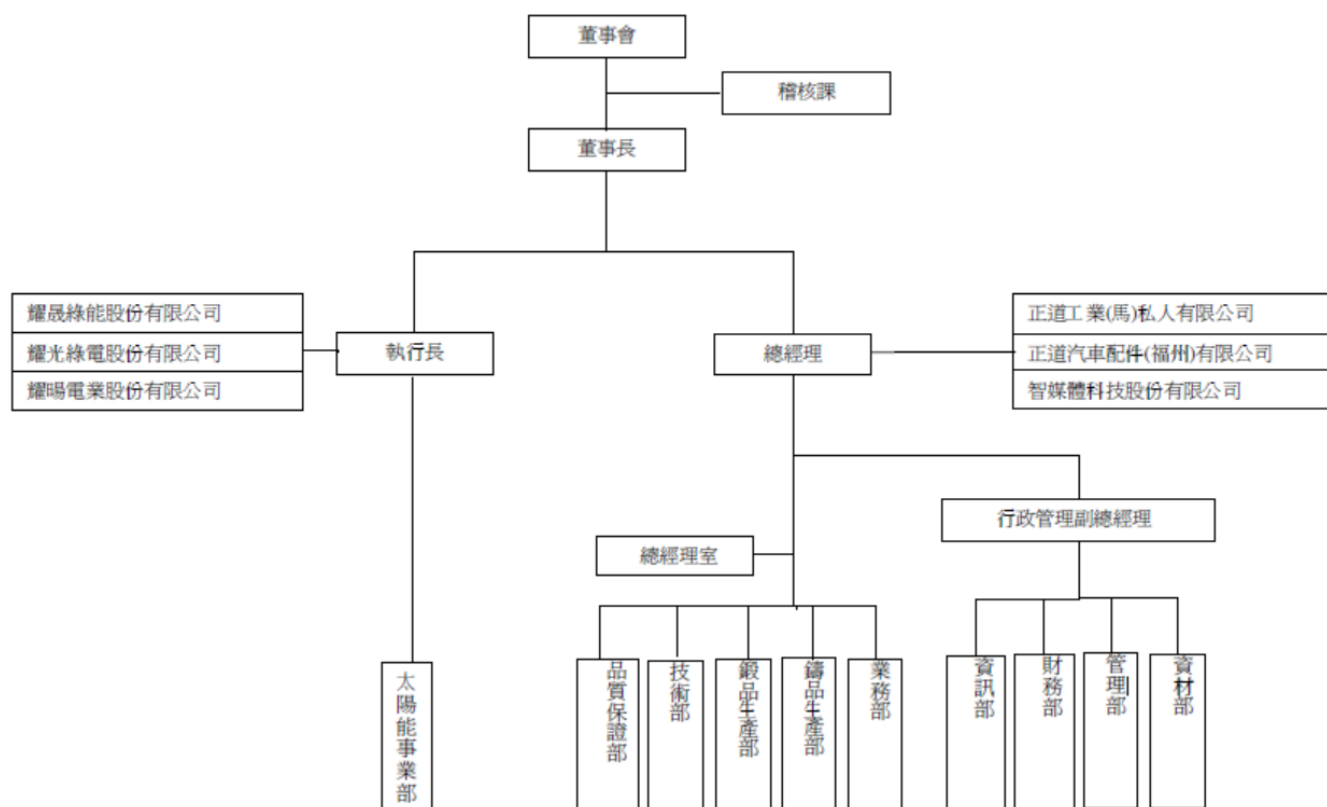 董事會
稽核課
董事長
耀晟綠能股份有限公司
耀光綠電股份有限公司
耀暘電業股份有限公司
執行長
總經理
正道工業(馬)私人有限公司
正道汽車配件(福州)有限公司
智媒體科技股份有限公司
行政管理副總經理
總經理室
太陽能事業部
品質保證部
技術部
鍛品生產部
鑄品生產部
業務部
資訊部
財務部
管理部
資材部